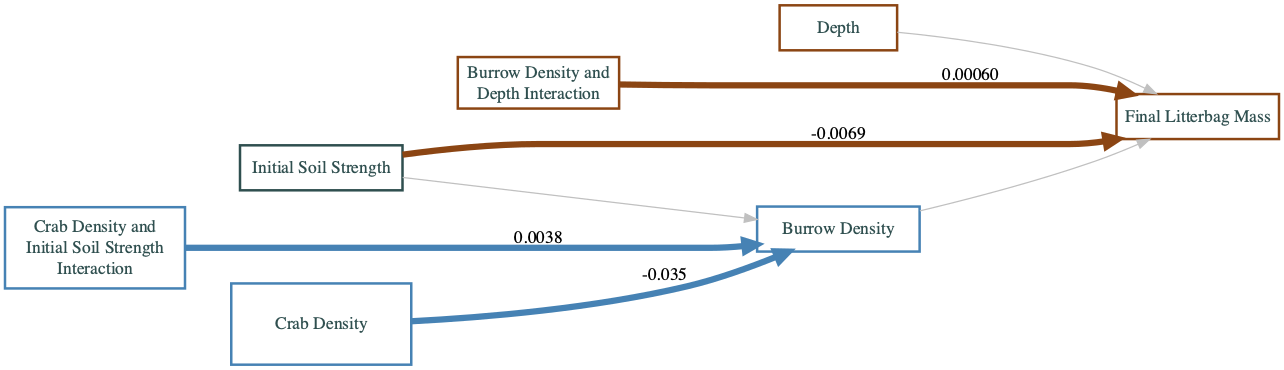 Depth
Burrow Density and
Depth Interaction
0.00060
Final Litterbag Mass
-0.0069
Initial Soil Strength
Crab Density and
Initial Soil Strength
Interaction
0.0038
Burrow Density
-0.035
Crab Density